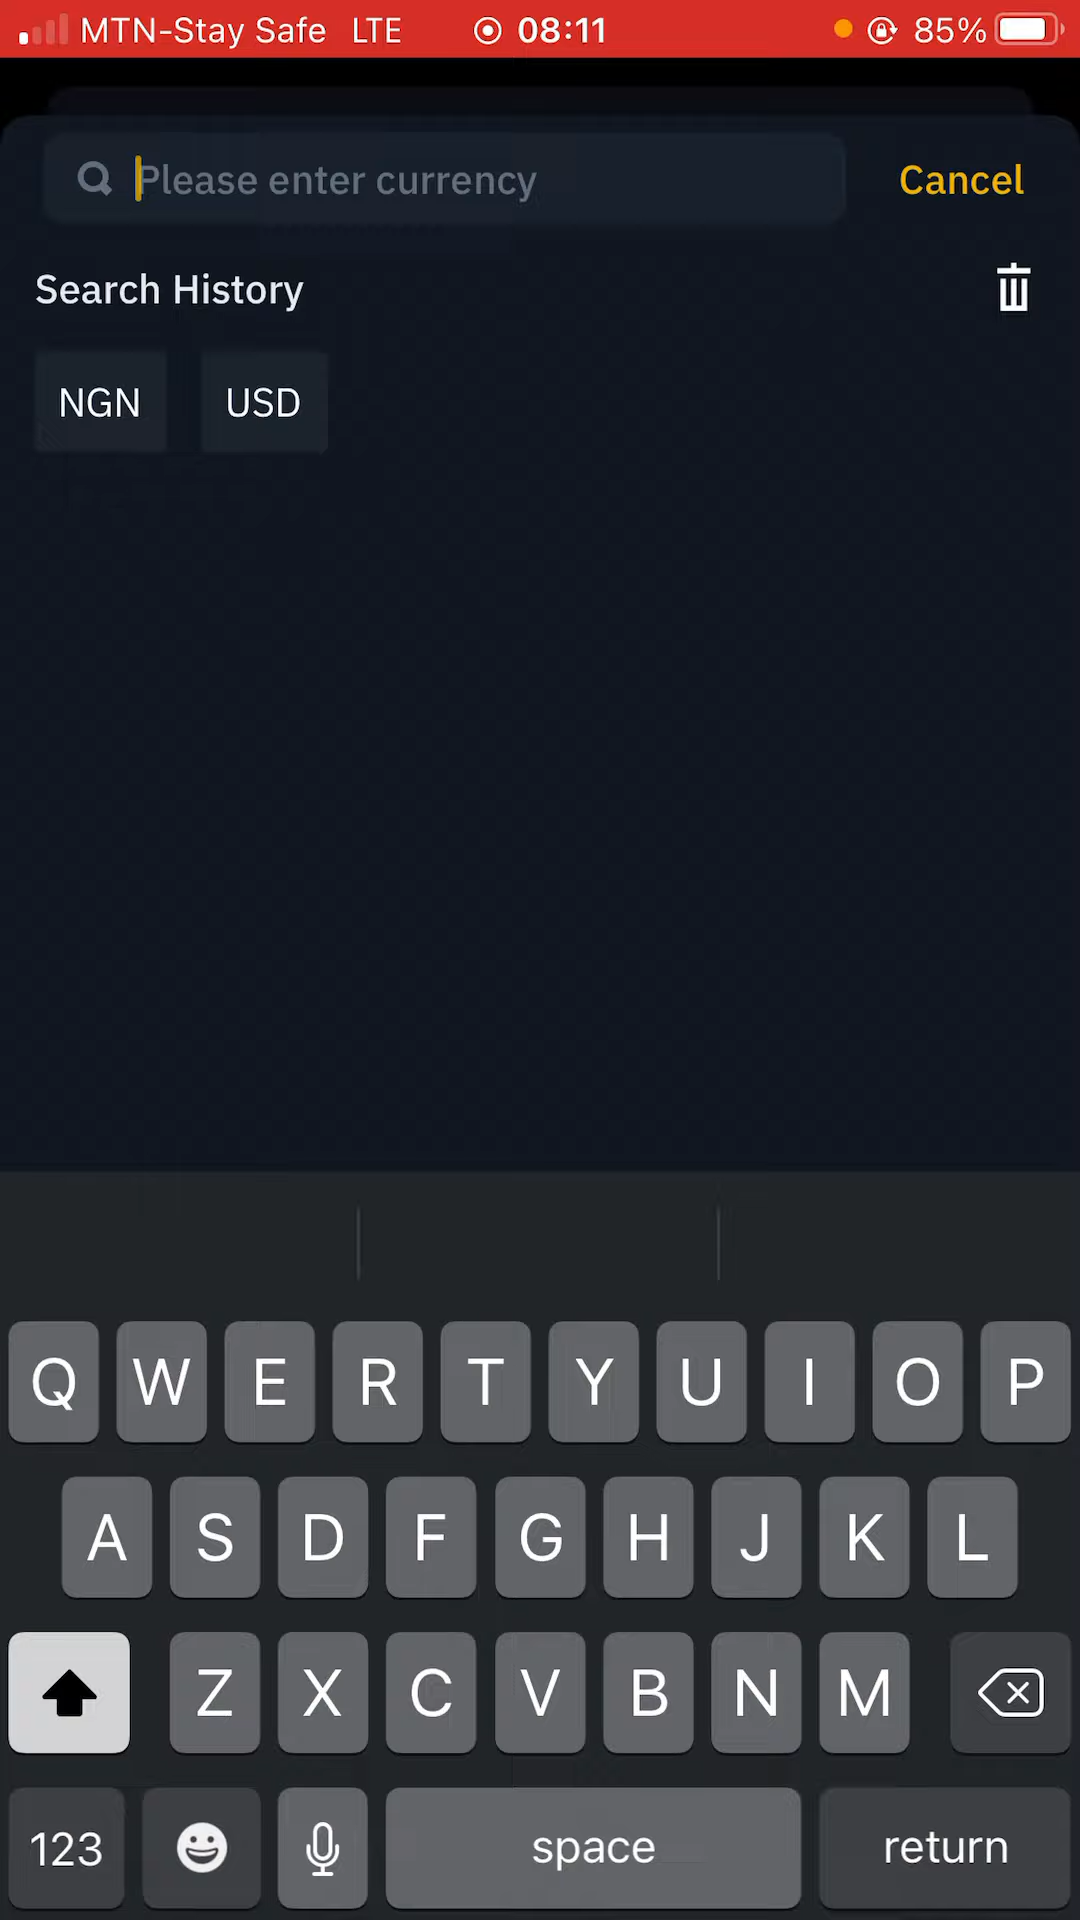 MTN-Stay Safe LTE 08:11 85%
Please enter currency Cancel
Search History
NGN USD
Q W E R T Y U I O P
A S D F G H J K L
Z X C V B N M
123 space return